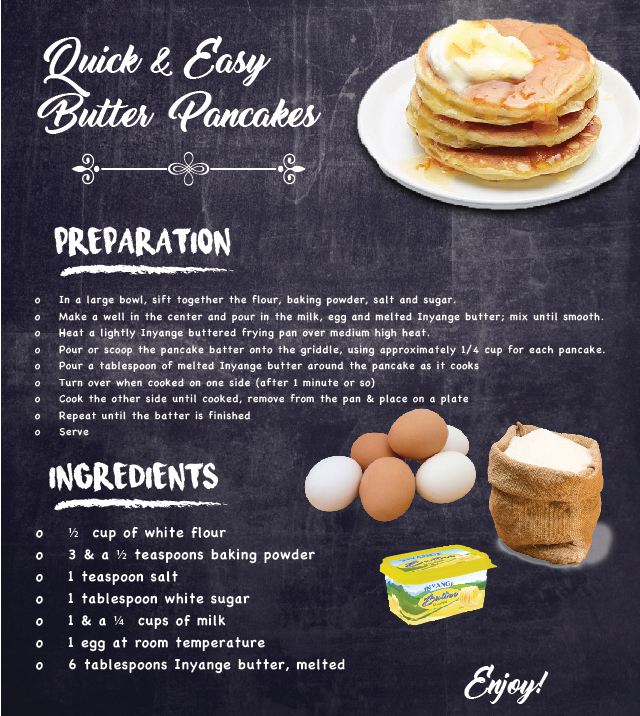 Quick & Easy
Butter Pancakes
PREPARATION
o In a large bowl, sift together the flour, baking powder, salt and sugar.
o Make a well in the center and pour in the milk, egg and melted Inyange butter; mix until smooth.
o Heat a lightly Inyange buttered frying pan over medium high heat.
o Pour or scoop the pancake batter onto the griddle, using approximately 1/4 cup for each pancake.
o Pour a tablespoon of melted Inyange butter around the pancake as it cooks
o Turn over when cooked on one side (after 1 minute or so)
o Cook the other side until cooked, remove from the pan & place on a plate
o Repeat until the batter is finished
o Serve
INGREDIENTS
o ½ cup of white flour
o 3 & a ½ teaspoons baking powder
o 1 teaspoon salt
o 1 tablespoon white sugar
o 1 & a ¼ cups of milk
o 1 egg at room temperature
o 6 tablespoons Inyange butter, melted
INYANGE
INYANGE
Butter
Enjoy!